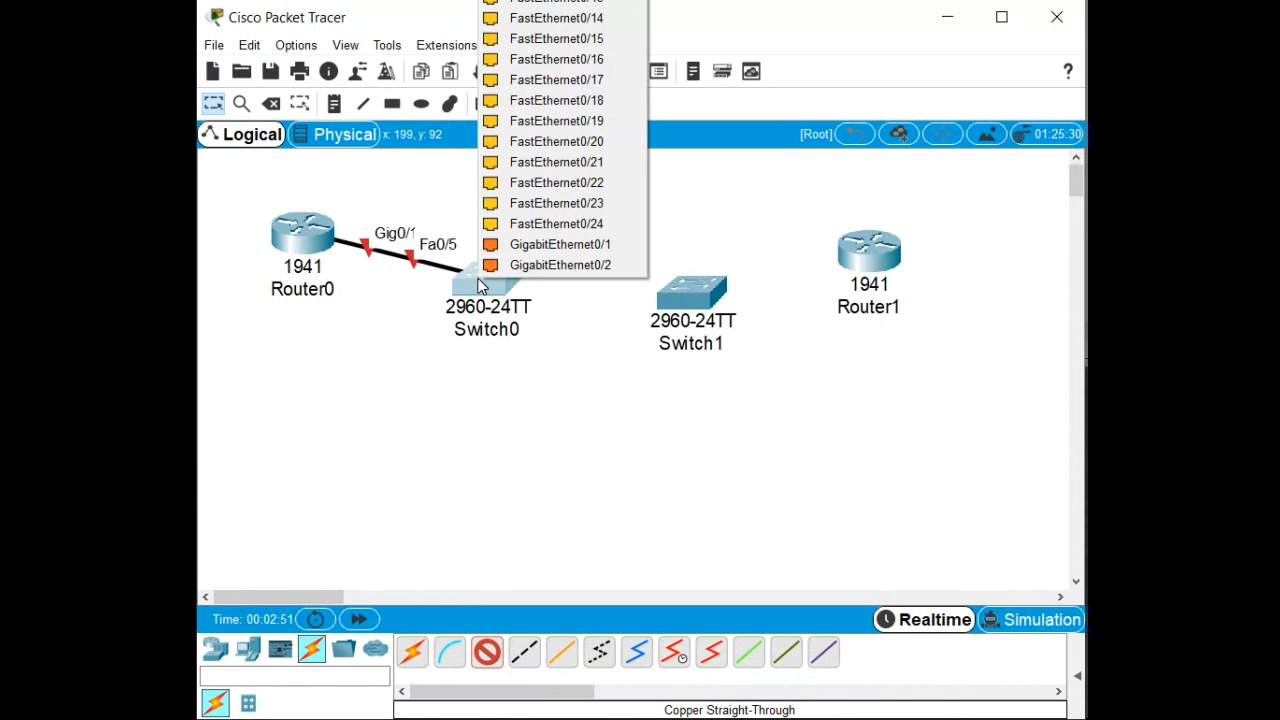 Cisco Packet Tracer
File Edit Options View Tools Extensions
FastEthernet0/14
FastEthernet0/15
FastEthernet0/16
FastEthernet0/17
FastEthernet0/18
FastEthernet0/19
FastEthernet0/20
FastEthernet0/21
FastEthernet0/22
FastEthernet0/23
FastEthernet0/24
GigabitEthernet0/1
GigabitEthernet0/2
?
Logical Physical x: 199, y: 92 [Root] 01:25:30
Gig0/1
Fa0/5
1941
Router0
2960-24TT
Switch0
2960-24TT
Switch1
1941
Router1
Time: 00:02:51 Realtime Simulation
Copper Straight-Through